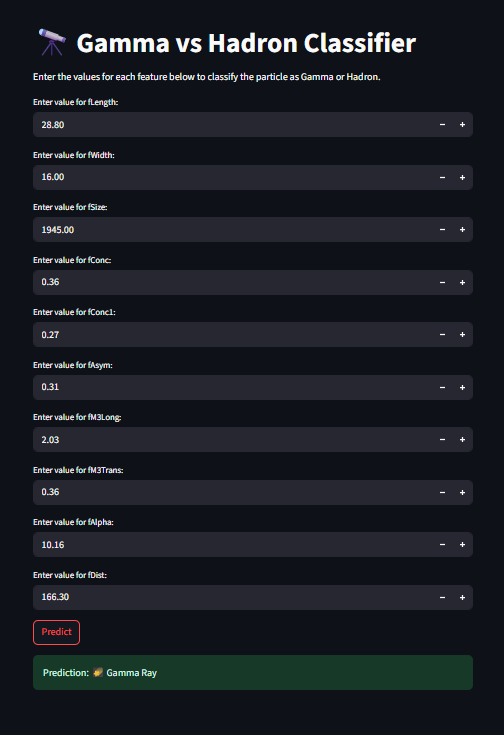 Gamma vs Hadron Classifier
Enter the values for each feature below to classify the particle as Gamma or Hadron.
Enter value for fLength:
28.80
Enter value for fWidth:
16.00
Enter value for fSize:
1945.00
Enter value for fConc:
0.36
Enter value for fConc1:
0.27
Enter value for fAsym:
0.31
Enter value for fM3Long:
2.03
Enter value for fM3Trans:
0.36
Enter value for fAlpha:
10.16
Enter value for fDist:
166.30
Predict
Prediction: Gamma Ray